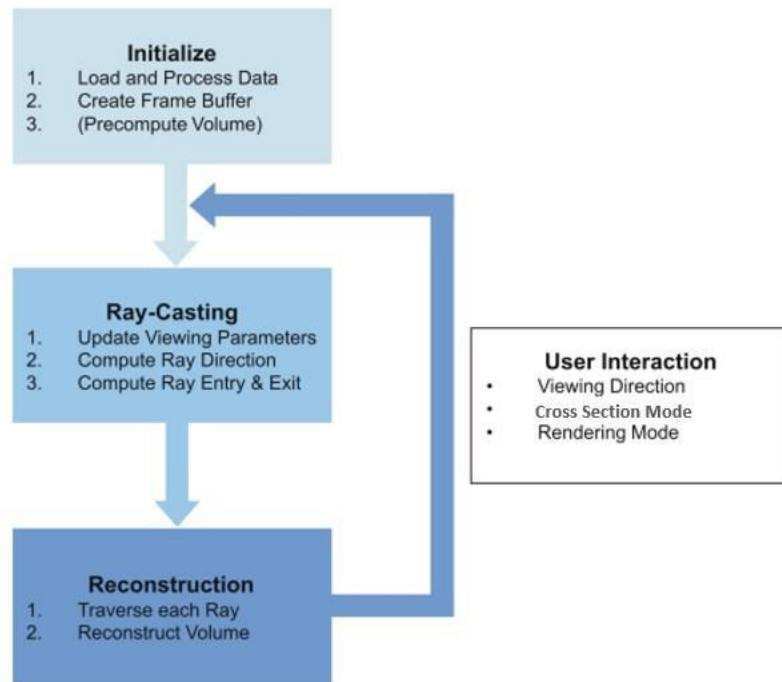 Initialize
1. Load and Process Data
2. Create Frame Buffer
3. (Precompute Volume)
Ray-Casting
1. Update Viewing Parameters
2. Compute Ray Direction
3. Compute Ray Entry & Exit
User Interaction
• Viewing Direction
• Cross Section Mode
• Rendering Mode
Reconstruction
1. Traverse each Ray
2. Reconstruct Volume